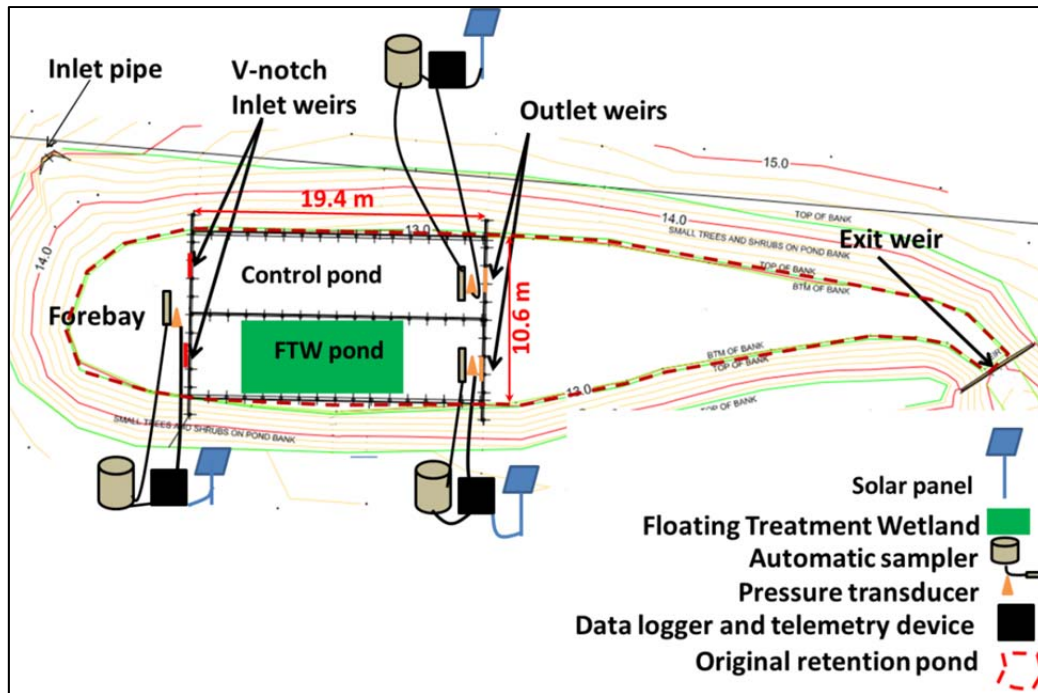 Inlet pipe
V-notch
Inlet weirs
Outlet weirs
15.0
19.4 m
14.0
TOP OF BANK
SMALL TREES AND SHRUBS ON POND BANK
Exit weir
13.0
TOP OF BANK
BTM OF BANK
14.0
Control pond
Forebay
10.6 m
FTW pond
BTM OF BANK
TOP OF BANK
13.0
TOP OF BANK
SMALL TREES AND SHRUBS ON POND BANK
Solar panel
Floating Treatment Wetland
Automatic sampler
Pressure transducer
Data logger and telemetry device
Original retention pond